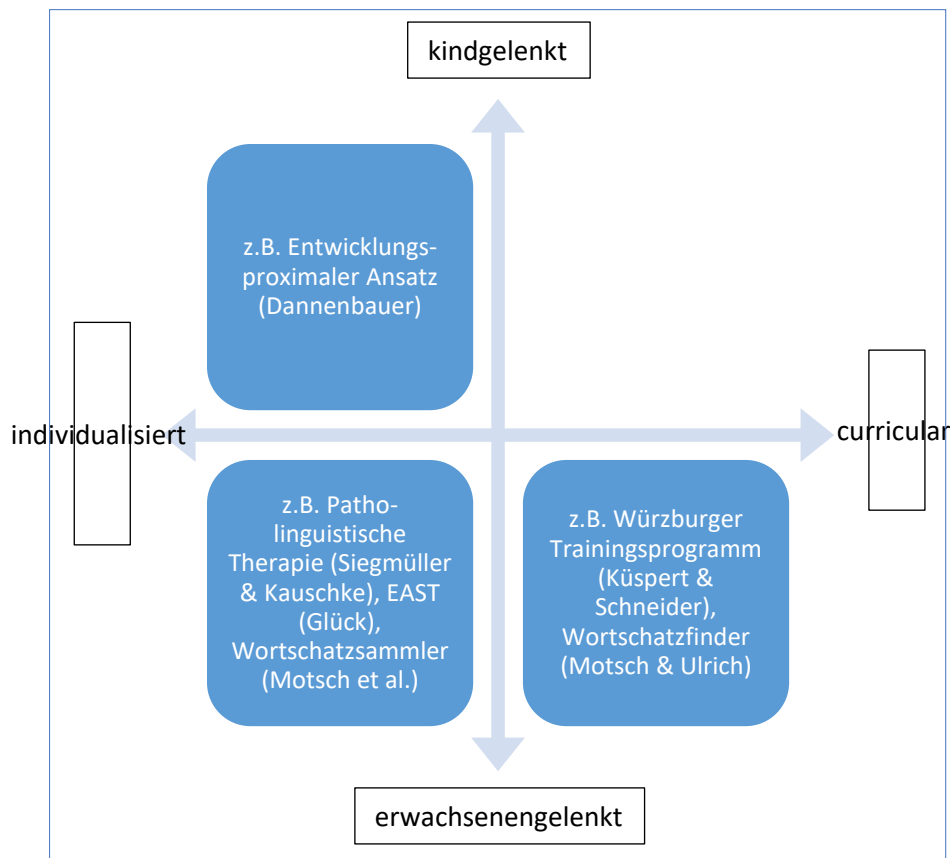 kindgelenkt
z.B. Entwicklungs-
proximaler Ansatz
(Dannenbauer)
individualisiert
curricular
z.B. Patho-
linguistische
Therapie (Siegmüller
& Kauschke), EAST
(Glück),
Wortschatzsammler
(Motsch et al.)
z.B. Würzburger
Trainingsprogramm
(Küspert &
Schneider),
Wortschatzfinder
(Motsch & Ulrich)
erwachsenengelenkt